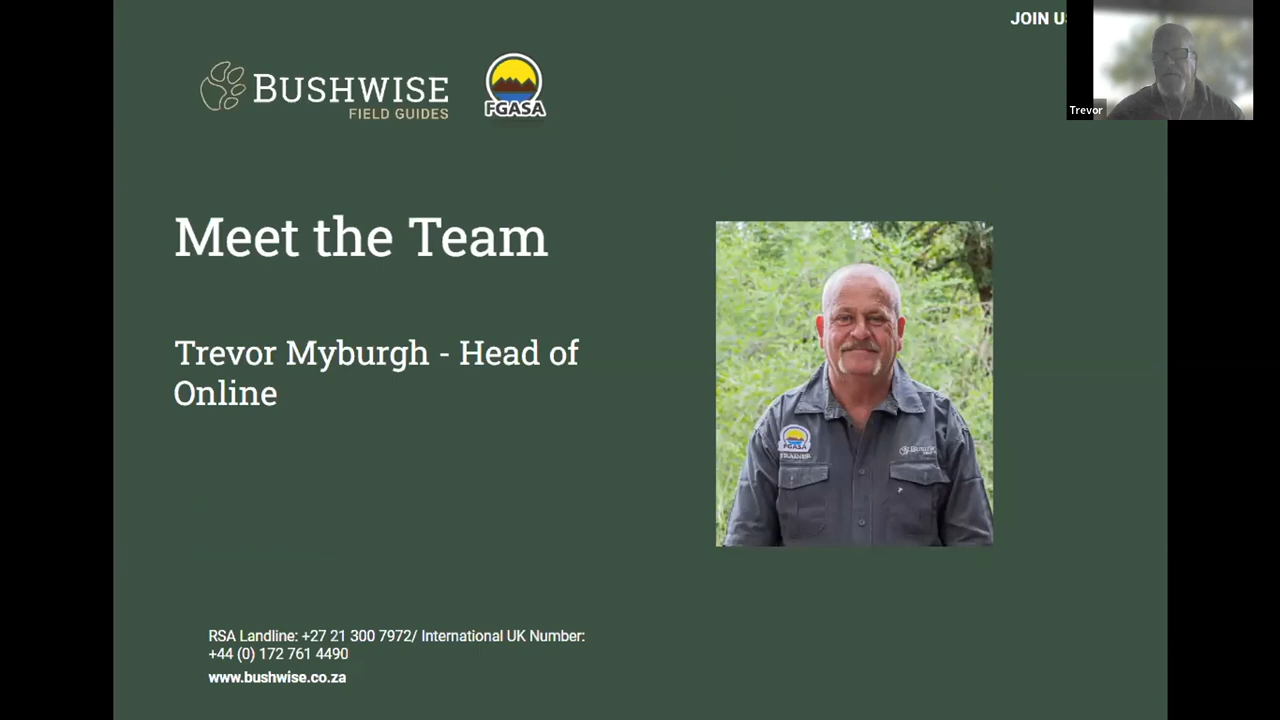 JOIN U
Trevor
BUSHWISE
FIELD GUIDES
FGASA
Meet the Team
Trevor Myburgh - Head of
Online
FGASA
RSA Landline: +27 21 300 7972/ International UK Number:
+44 (0) 172 761 4490
www.bushwise.co.za